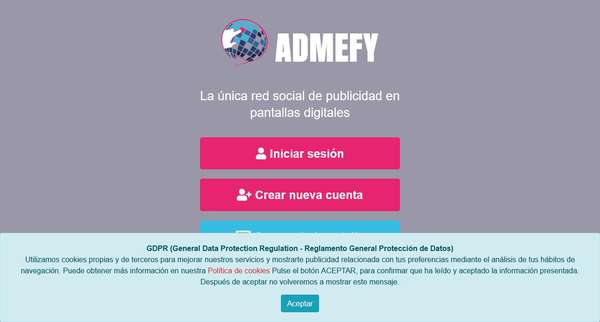 ADMEFY
La única red social de publicidad en
pantallas digitales
Iniciar sesión
Crear nueva cuenta
GDPR (General Data Protection Regulation - Reglamento General Protección de Datos)
Utilizamos cookies propias y de terceros para mejorar nuestros servicios y mostrarte publicidad relacionada con tus preferencias mediante el análisis de tus hábitos de
navegación. Puede obtener más información en nuestra Política de cookies Pulse el botón ACEPTAR, para confirmar que ha leído y aceptado la información presentada.
Después de aceptar no volveremos a mostrar este mensaje.
Aceptar